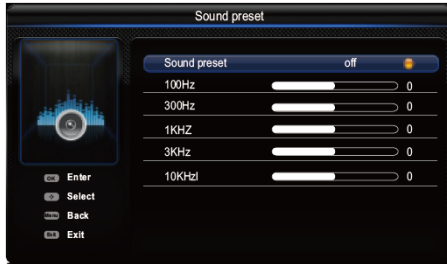 Sound preset
Sound preset off
100Hz 0
300Hz 0
1KHZ 0
3KHz 0
10KHzl 0
OK Enter
Select
Menu Back
Exit Exit